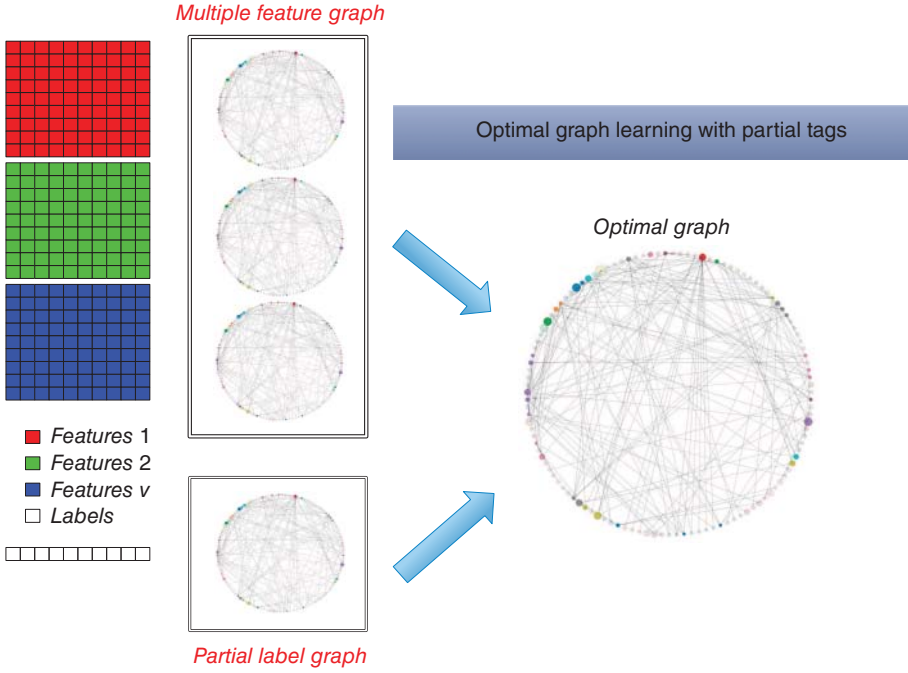 Multiple feature graph
Optimal graph learning with partial tags
Optimal graph
Features 1
Features 2
Features v
Labels
Partial label graph